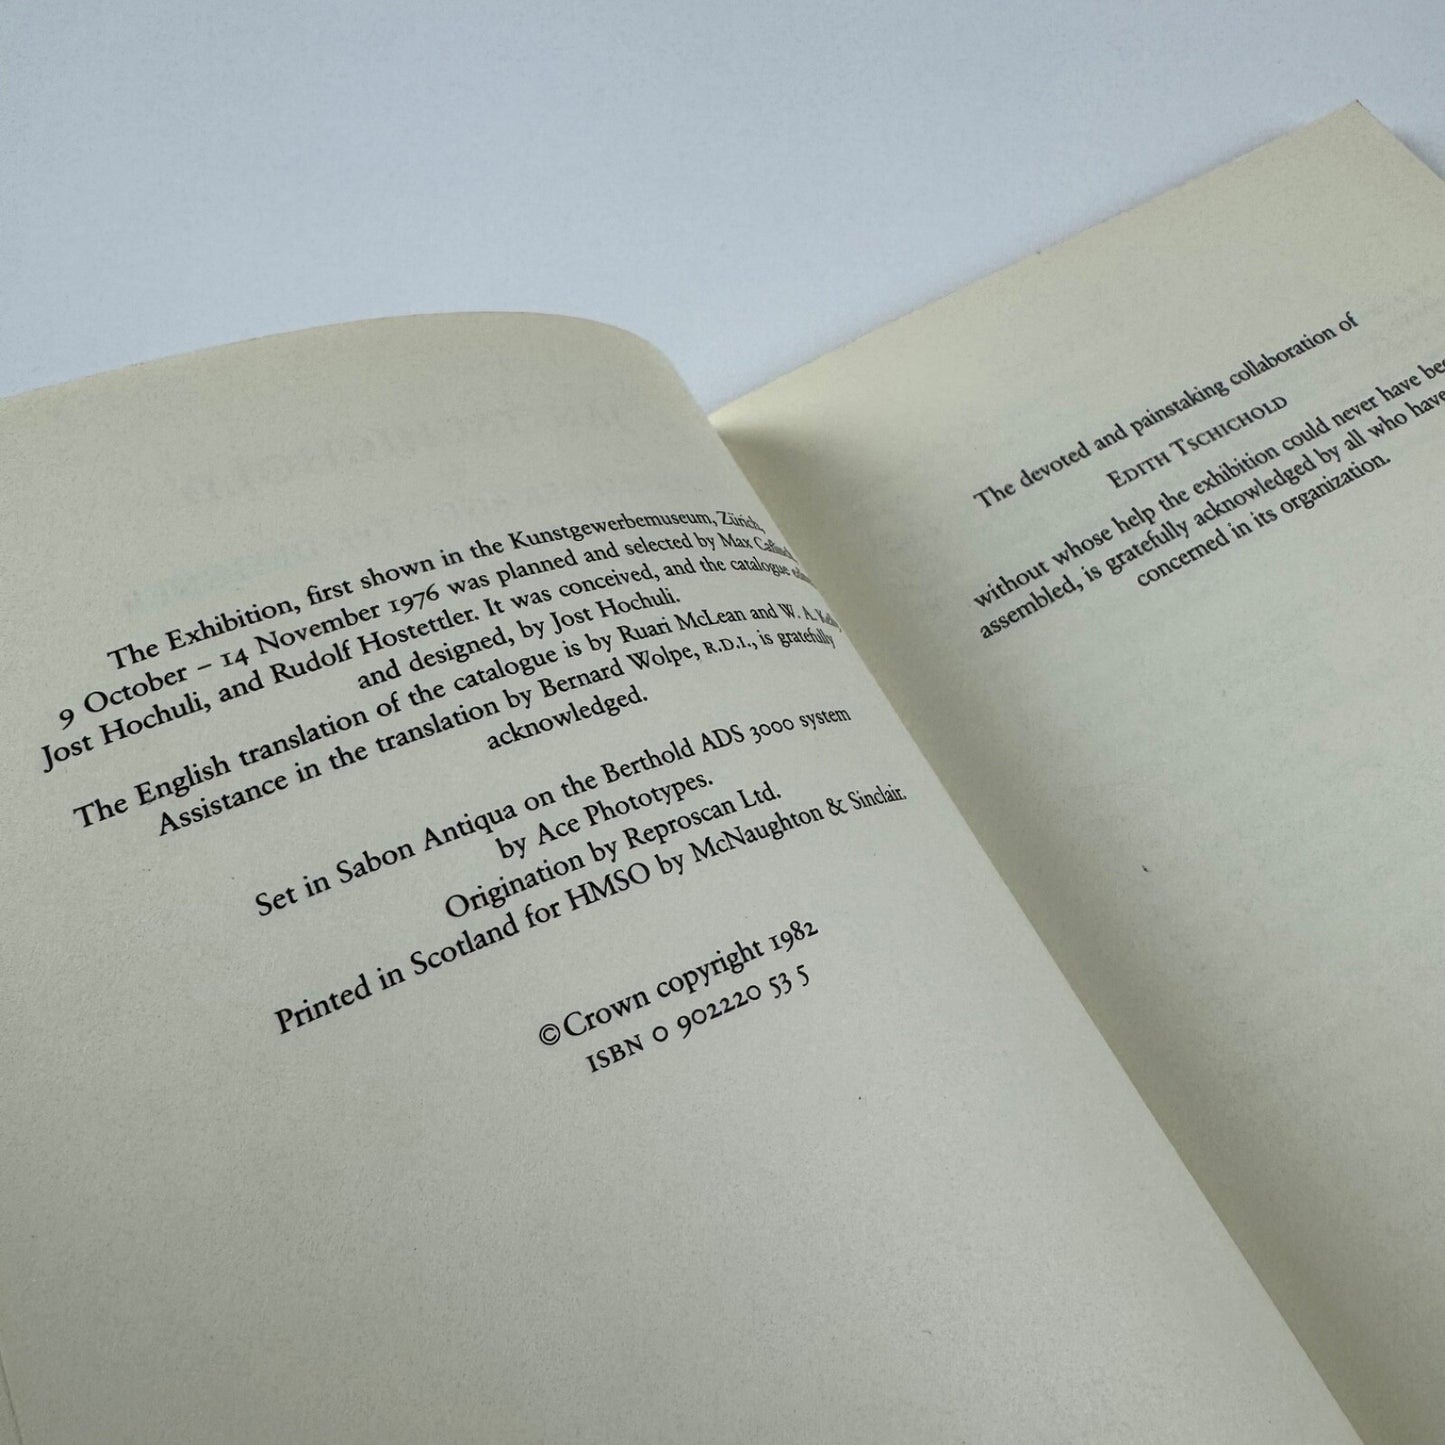 The Exhibition, first shown in the Kunstgewerbemuseum, Zürich,
9 October – 14 November 1976 was planned and selected by Max
Jost Hochuli, and Rudolf Hostettler. It was conceived, and the catalogue
and designed, by Jost Hochuli.
The English translation of the catalogue is by Ruari McLean and W. A.
Assistance in the translation by Bernard Wolpe, R.D.I., is gratefully
acknowledged.
Set in Sabon Antiqua on the Berthold ADS 3000 system
by Ace Phototypes.
Origination by Reproscan Ltd.
Printed in Scotland for HMSO by McNaughton & Sinclair.
©Crown copyright 1982
ISBN 0 902220 53 5
The devoted and painstaking collaboration of
EDITH TSCHICHOLD
without whose help the exhibition could never have
assembled, is gratefully acknowledged by all who have
concerned in its organization.